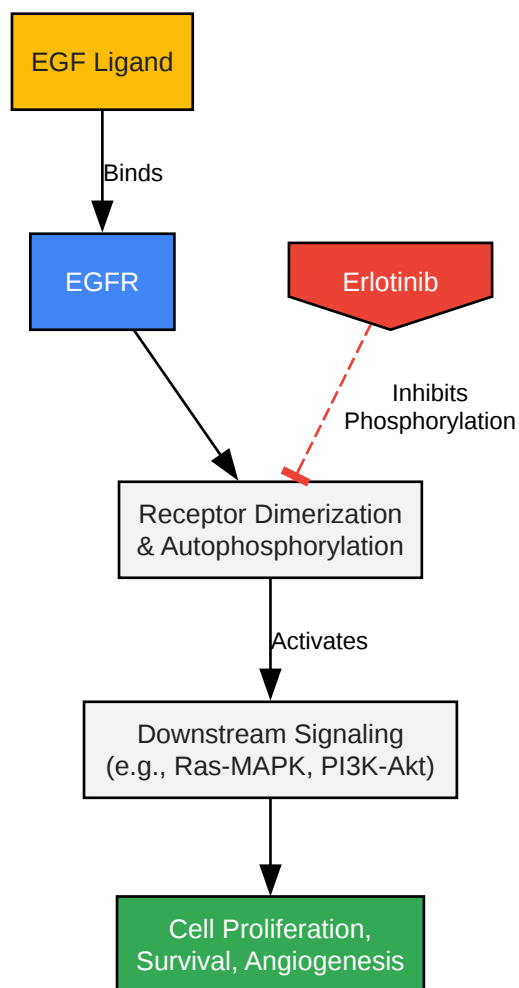 EGF Ligand
Binds
EGFR
Erlotinib
Inhibits
Phosphorylation
Receptor Dimerization
& Autophosphorylation
Activates
Downstream Signaling
(e.g., Ras-MAPK, PI3K-Akt)
Cell Proliferation,
Survival, Angiogenesis